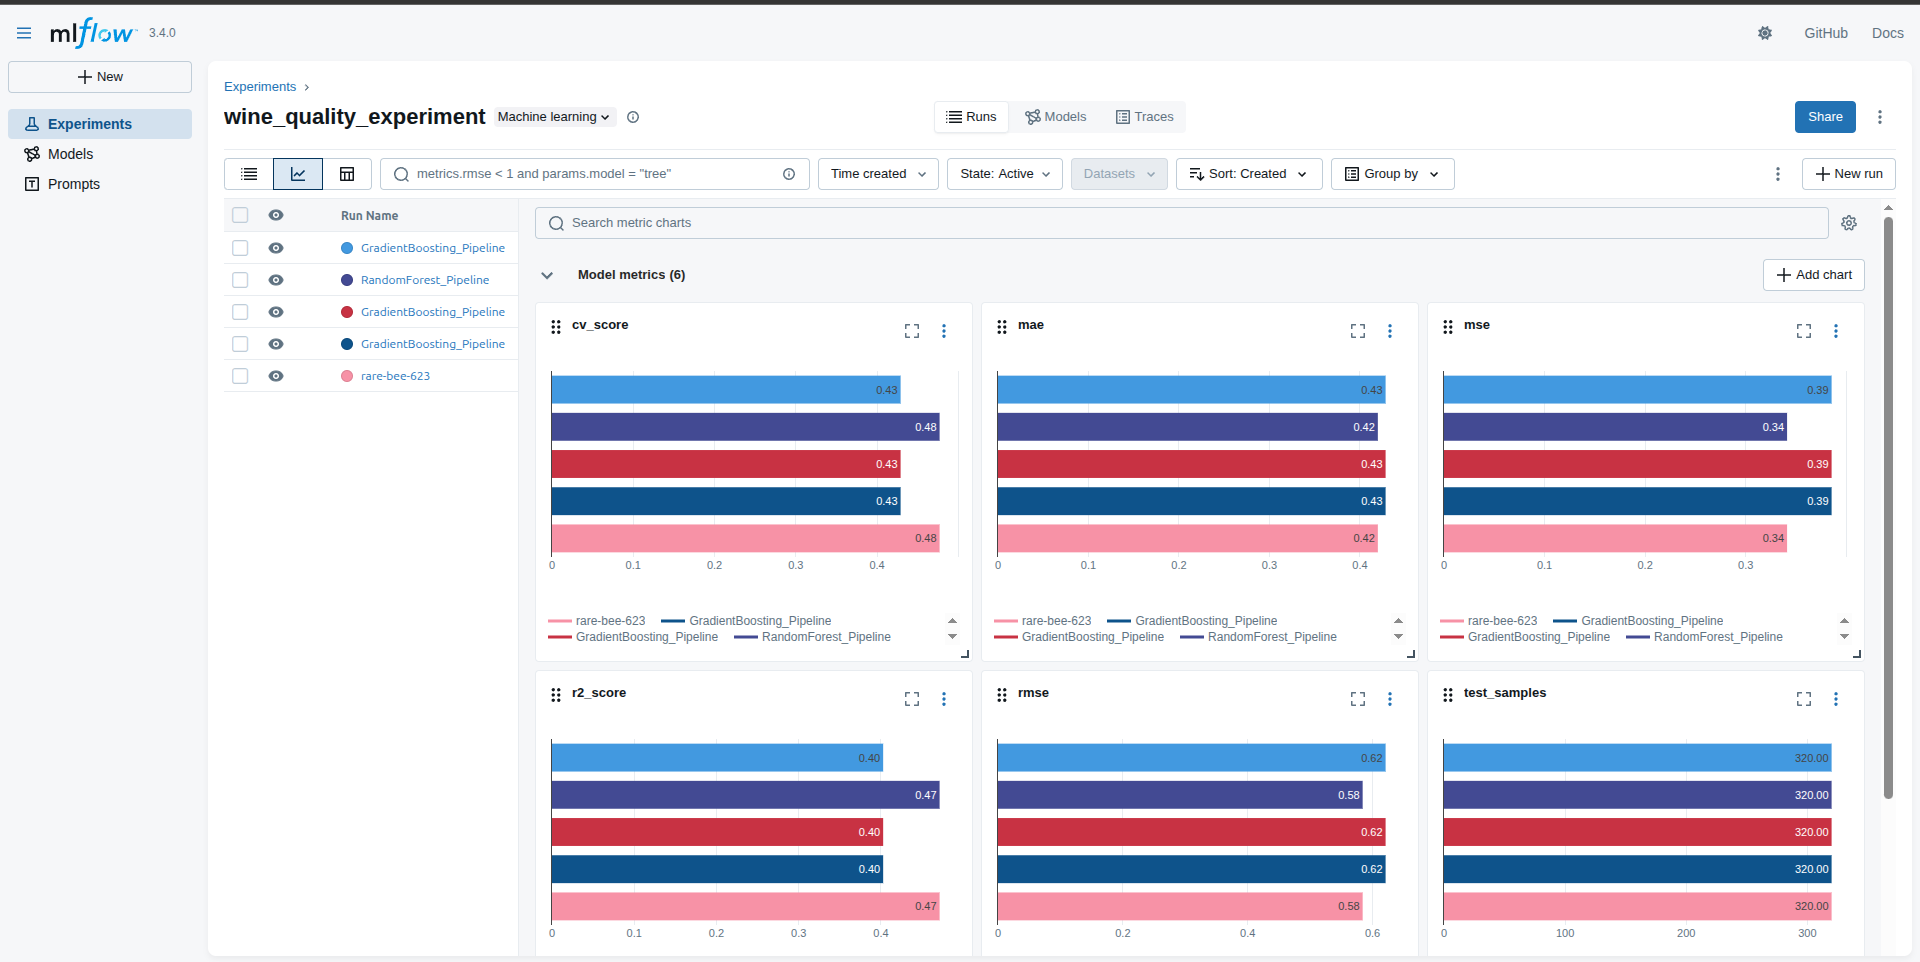 mlflow 3.4.0
GitHub Docs
New
Experiments
Models
Prompts
Experiments
wine_quality_experiment Machine learning
Runs Models Traces
Share
metrics.rmse < 1 and params.model = "tree"
Time created State: Active Datasets Sort: Created Group by
New run
Run Name
GradientBoosting_Pipeline
RandomForest_Pipeline
GradientBoosting_Pipeline
GradientBoosting_Pipeline
rare-bee-623
Search metric charts
Model metrics (6)
Add chart
cv_score
0.43
0.48
0.43
0.43
0.48
0 0.1 0.2 0.3 0.4
rare-bee-623 GradientBoosting_Pipeline
GradientBoosting_Pipeline RandomForest_Pipeline
mae
0.43
0.42
0.43
0.43
0.42
0 0.1 0.2 0.3 0.4
rare-bee-623 GradientBoosting_Pipeline
GradientBoosting_Pipeline RandomForest_Pipeline
mse
0.39
0.34
0.39
0.39
0.34
0 0.1 0.2 0.3
rare-bee-623 GradientBoosting_Pipeline
GradientBoosting_Pipeline RandomForest_Pipeline
r2_score
0.40
0.47
0.40
0.40
0.47
0 0.1 0.2 0.3 0.4
rmse
0.62
0.58
0.62
0.62
0.58
0 0.2 0.4 0.6
test_samples
320.00
320.00
320.00
320.00
320.00
0 100 200 300